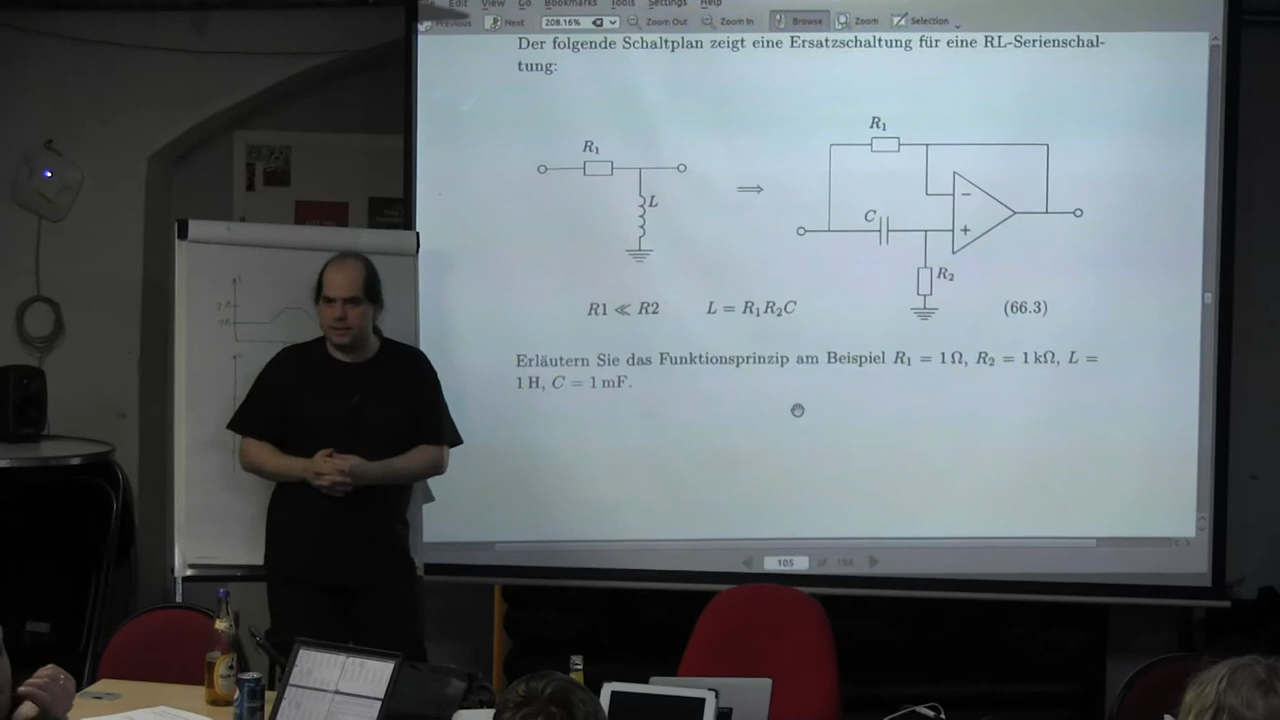 Edit View Go Bookmarks Tools Settings Help
Previous Next 208.16% Zoom Out Zoom In Browse Zoom Selection
Der folgende Schaltplan zeigt eine Ersatzschaltung für eine RL-Serienschal-
tung:
R₁
R₁
L
⟹
C
−
+
R₂
R1 ≪ R2 L = R₁R₂C (66.3)
Erläutern Sie das Funktionsprinzip am Beispiel R₁ = 1 Ω, R₂ = 1 kΩ, L =
1 H, C = 1 mF.
105 of 194